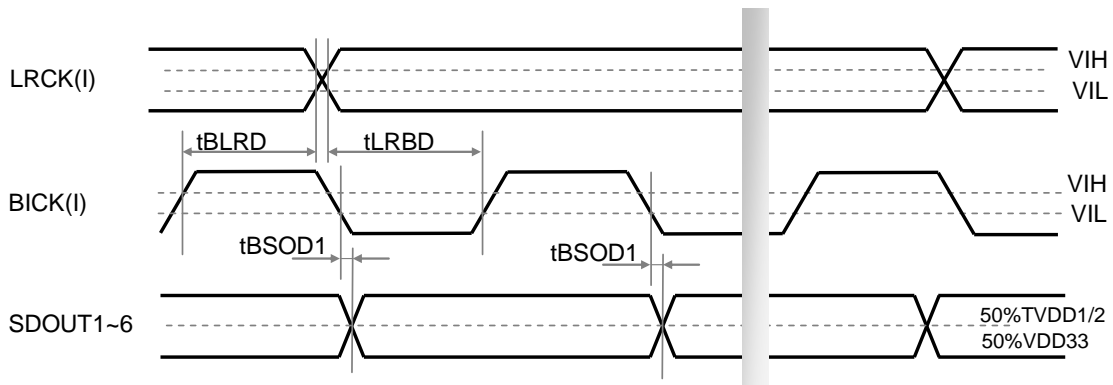 LRCK(I)
VIH
VIL
tBLRD
tLRBD
BICK(I)
VIH
VIL
tBSOD1
tBSOD1
SDOUT1~6
50%TVDD1/2
50%VDD33